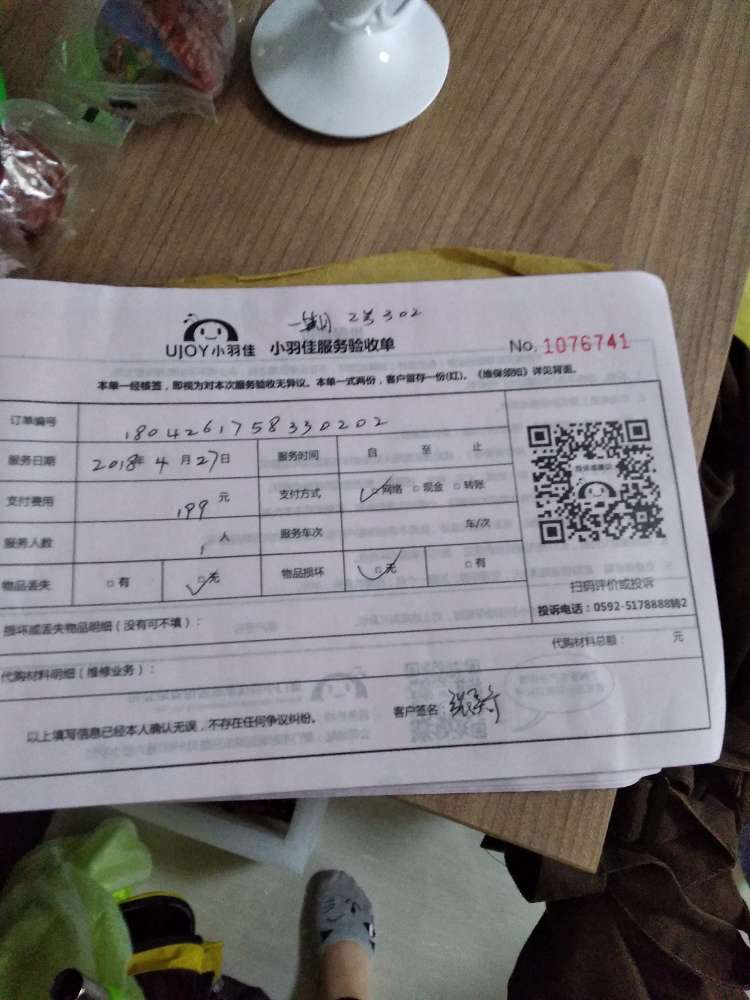 2号302
UJOY小羽佳 小羽佳服务验收单 No. 1076741
本单一经核签，即视为对本次服务验收无异议。本单一式两份，客户留存一份(红)。《维保须知》详见背面。
订单编号 1804261758330202
服务日期 2018年 4 月 27日 服务时间 自 至 止
支付费用 199 元 支付方式 ✓□网络 □现金 □转账
服务人数 1 人 服务车次 车/次
物品丢失 □有 ✓□无 物品损坏 ✓□无 □有
投诉或建议
扫码评价或投诉
投诉电话：0592-5178888转2
损坏或丢失物品明细（没有可不填）：
代购材料明细（维修业务）： 代购材料总额： 元
以上填写信息已经本人确认无误，不存在任何争议纠纷。 客户签名：